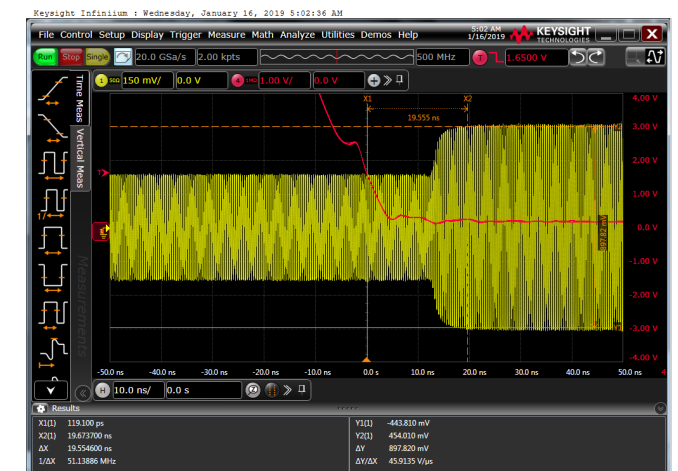 Keysight Infiniium : Wednesday, January 16, 2019 5:02:36 AM
File Control Setup Display Trigger Measure Math Analyze Utilities Demos Help
5:02 AM
1/16/2019
KEYSIGHT
TECHNOLOGIES
Run Stop Single 20.0 GSa/s 2.00 kpts 500 MHz T 1.6500 V
1 50Ω 150 mV/ 0.0 V 4 1MΩ 1.00 V/ 0.0 V
Time Meas
Vertical Meas
Measurements
X1 X2
19.555 ns
4.00 V
3.00 V
2.00 V
1.00 V
0.0 V
-1.00 V
-2.00 V
-3.00 V
-4.00 V
897.82 mV
-50.0 ns -40.0 ns -30.0 ns -20.0 ns -10.0 ns 0.0 s 10.0 ns 20.0 ns 30.0 ns 40.0 ns 50.0 ns 4
H 10.0 ns/ 0.0 s
Results
X1(1) 119.100 ps Y1(1) -443.810 mV
X2(1) 19.673700 ns Y2(1) 454.010 mV
ΔX 19.554600 ns ΔY 897.820 mV
1/ΔX 51.13886 MHz ΔY/ΔX 45.9135 V/µs